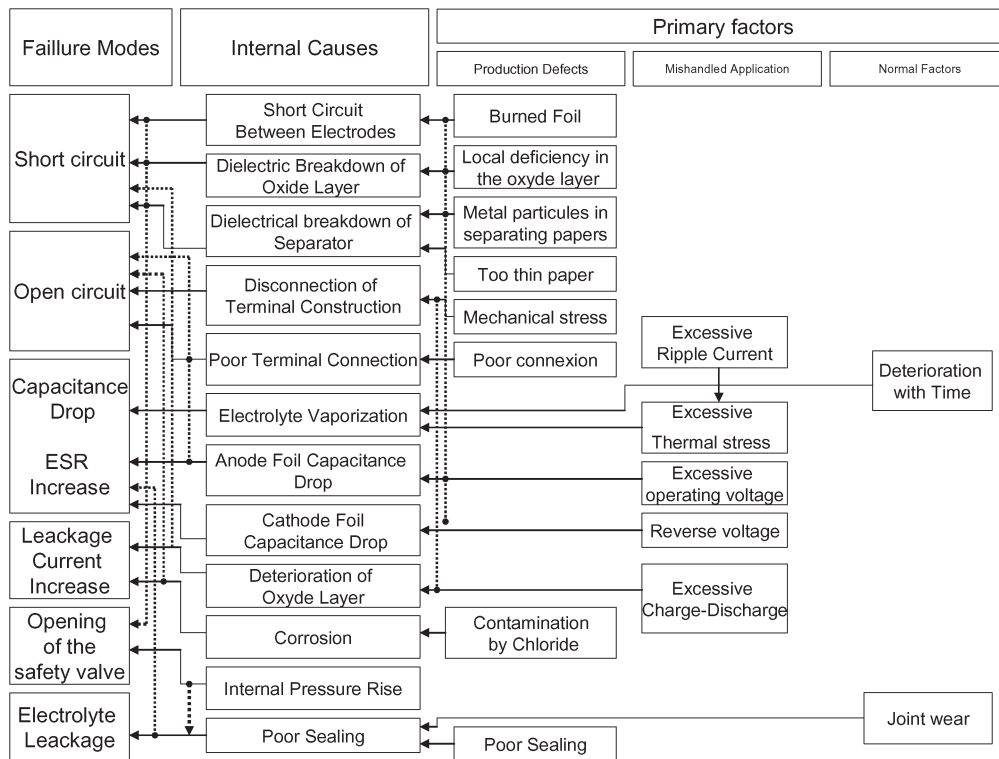 Faillure Modes
Internal Causes
Primary factors
Production Defects
Mishandled Application
Normal Factors
Short circuit
Open circuit
Capacitance
Drop
ESR
Increase
Leackage
Current
Increase
Opening
of the
safety valve
Electrolyte
Leackage
Short Circuit
Between Electrodes
Dielectric Breakdown of
Oxide Layer
Dielectrical breakdown of
Separator
Disconnection of
Terminal Construction
Poor Terminal Connection
Electrolyte Vaporization
Anode Foil Capacitance
Drop
Cathode Foil
Capacitance Drop
Deterioration of
Oxyde Layer
Corrosion
Internal Pressure Rise
Poor Sealing
Burned Foil
Local deficiency in
the oxyde layer
Metal particules in
separating papers
Too thin paper
Mechanical stress
Poor connexion
Contamination
by Chloride
Poor Sealing
Excessive
Ripple Current
Excessive
Thermal stress
Excessive
operating voltage
Reverse voltage
Excessive
Charge-Discharge
Deterioration
with Time
Joint wear